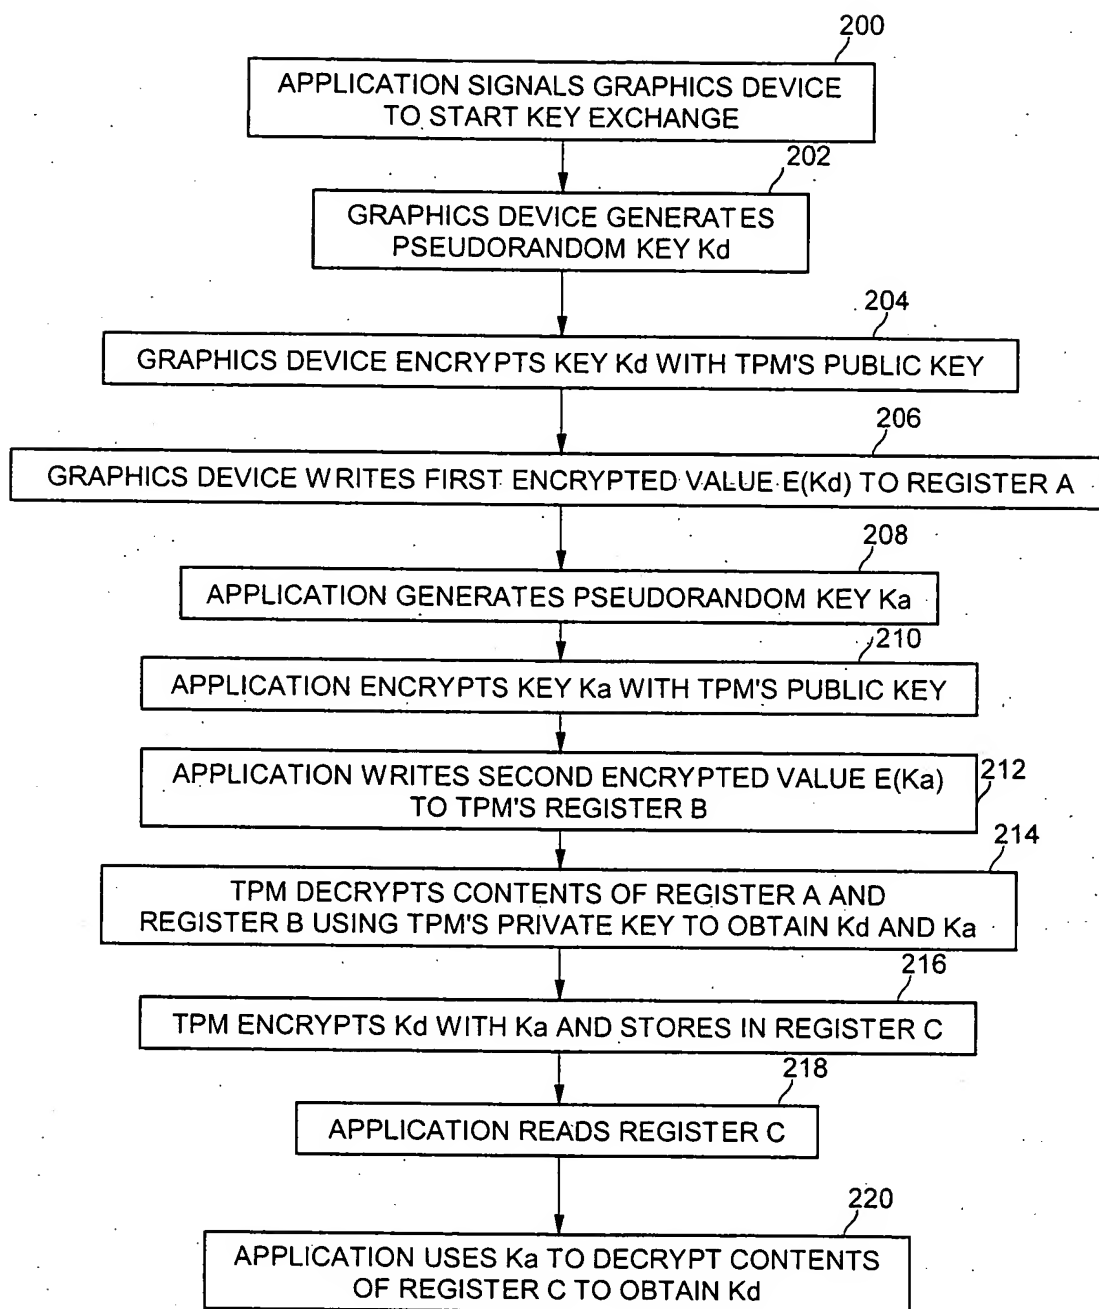 200
APPLICATION SIGNALS GRAPHICS DEVICE
TO START KEY EXCHANGE
202
GRAPHICS DEVICE GENERATES
PSEUDORANDOM KEY Kd
204
GRAPHICS DEVICE ENCRYPTS KEY Kd WITH TPM'S PUBLIC KEY
206
GRAPHICS DEVICE WRITES FIRST ENCRYPTED VALUE E(Kd) TO REGISTER A
208
APPLICATION GENERATES PSEUDORANDOM KEY Ka
210
APPLICATION ENCRYPTS KEY Ka WITH TPM'S PUBLIC KEY
APPLICATION WRITES SECOND ENCRYPTED VALUE E(Ka)
TO TPM'S REGISTER B
212
214
TPM DECRYPTS CONTENTS OF REGISTER A AND
REGISTER B USING TPM'S PRIVATE KEY TO OBTAIN Kd AND Ka
216
TPM ENCRYPTS Kd WITH Ka AND STORES IN REGISTER C
218
APPLICATION READS REGISTER C
220
APPLICATION USES Ka TO DECRYPT CONTENTS
OF REGISTER C TO OBTAIN Kd